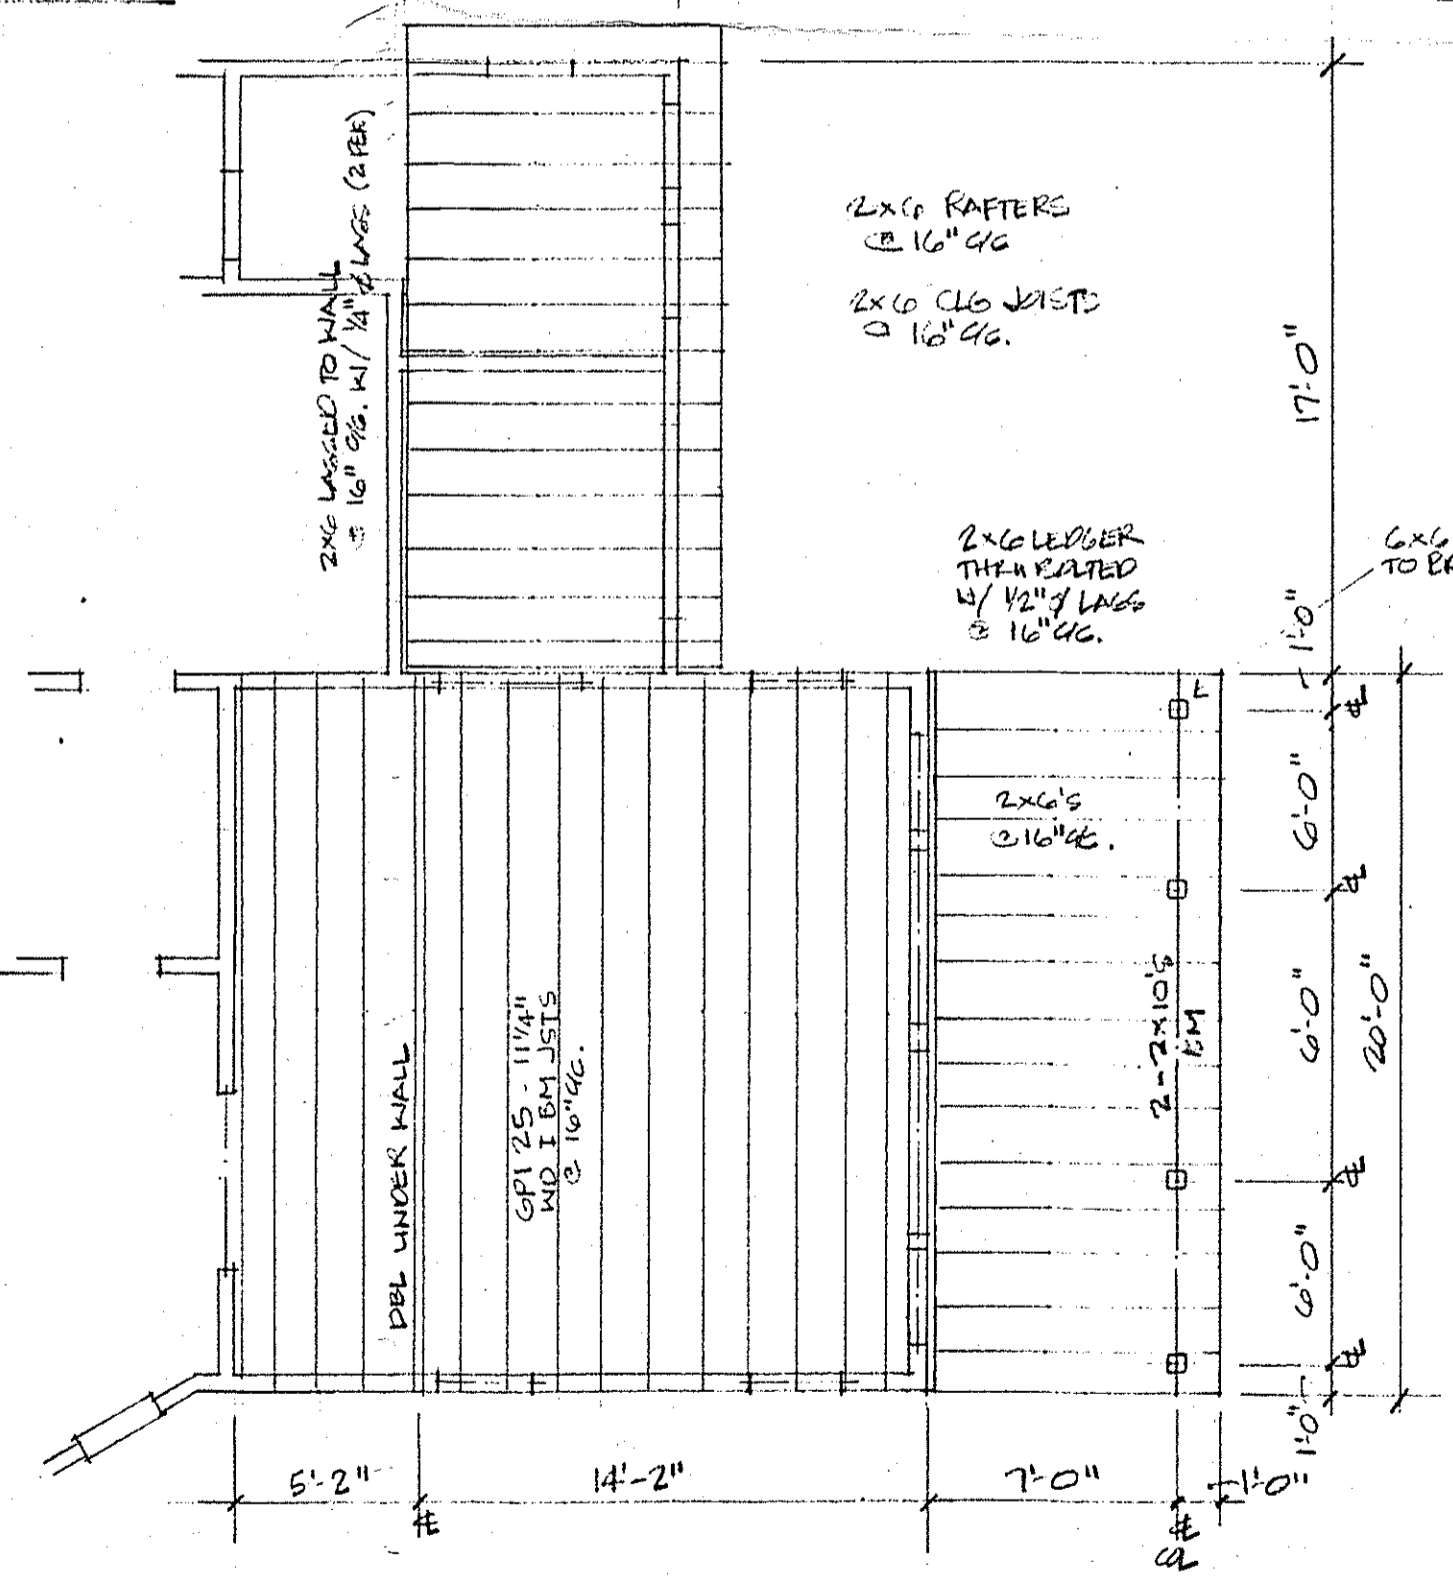 2X6 LAGGED TO WALL
@ 16" O/C. W/ 1/4" Ø LAGS (2 PER)
2X6 RAFTERS
@ 16" O/C
2X6 CLG JOISTS
@ 16" O/C.
17'-0"
2X6 LEDGER
THRU BOLTED
W/ 1/2" Ø LAGS
@ 16" O/C.
6X6
TO
1'-0"
2X6'S
@ 16" O/C.
6'-0"
6'-0"
20'-0"
2-2X10'S
BM
GPI 25 - 11 1/4"
WD I BM JSTS
@ 16" O/C.
DBL UNDER WALL
6'-0"
1'-0"
5'-2"
14'-2"
7'-0"
1'-0"
℄
℄
℄
℄
℄
℄
COL